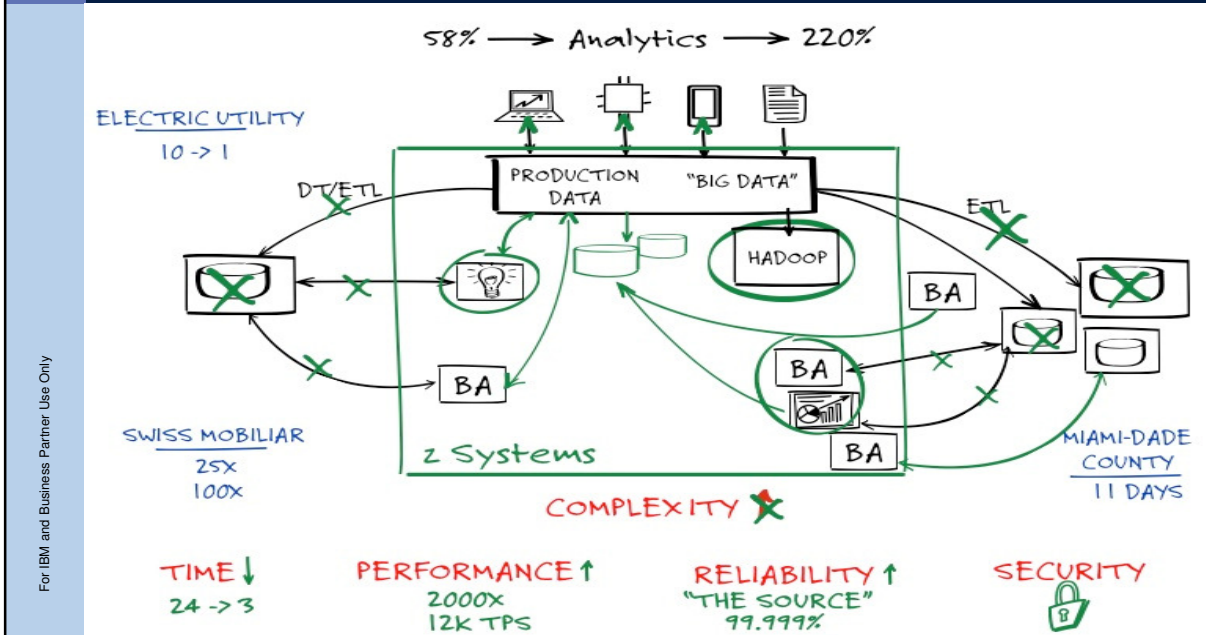 58% → Analytics → 220%
ELECTRIC UTILITY
10 -> 1
DT/ETL
PRODUCTION
DATA
"BIG DATA"
ETL
HADOOP
BA
BA
BA
BA
SWISS MOBILIAR
25X
100X
z Systems
MIAMI-DADE
COUNTY
11 DAYS
COMPLEXITY
TIME ↓
24 -> 3
PERFORMANCE ↑
2000X
12K TPS
RELIABILITY ↑
"THE SOURCE"
99.999%
SECURITY
For IBM and Business Partner Use Only